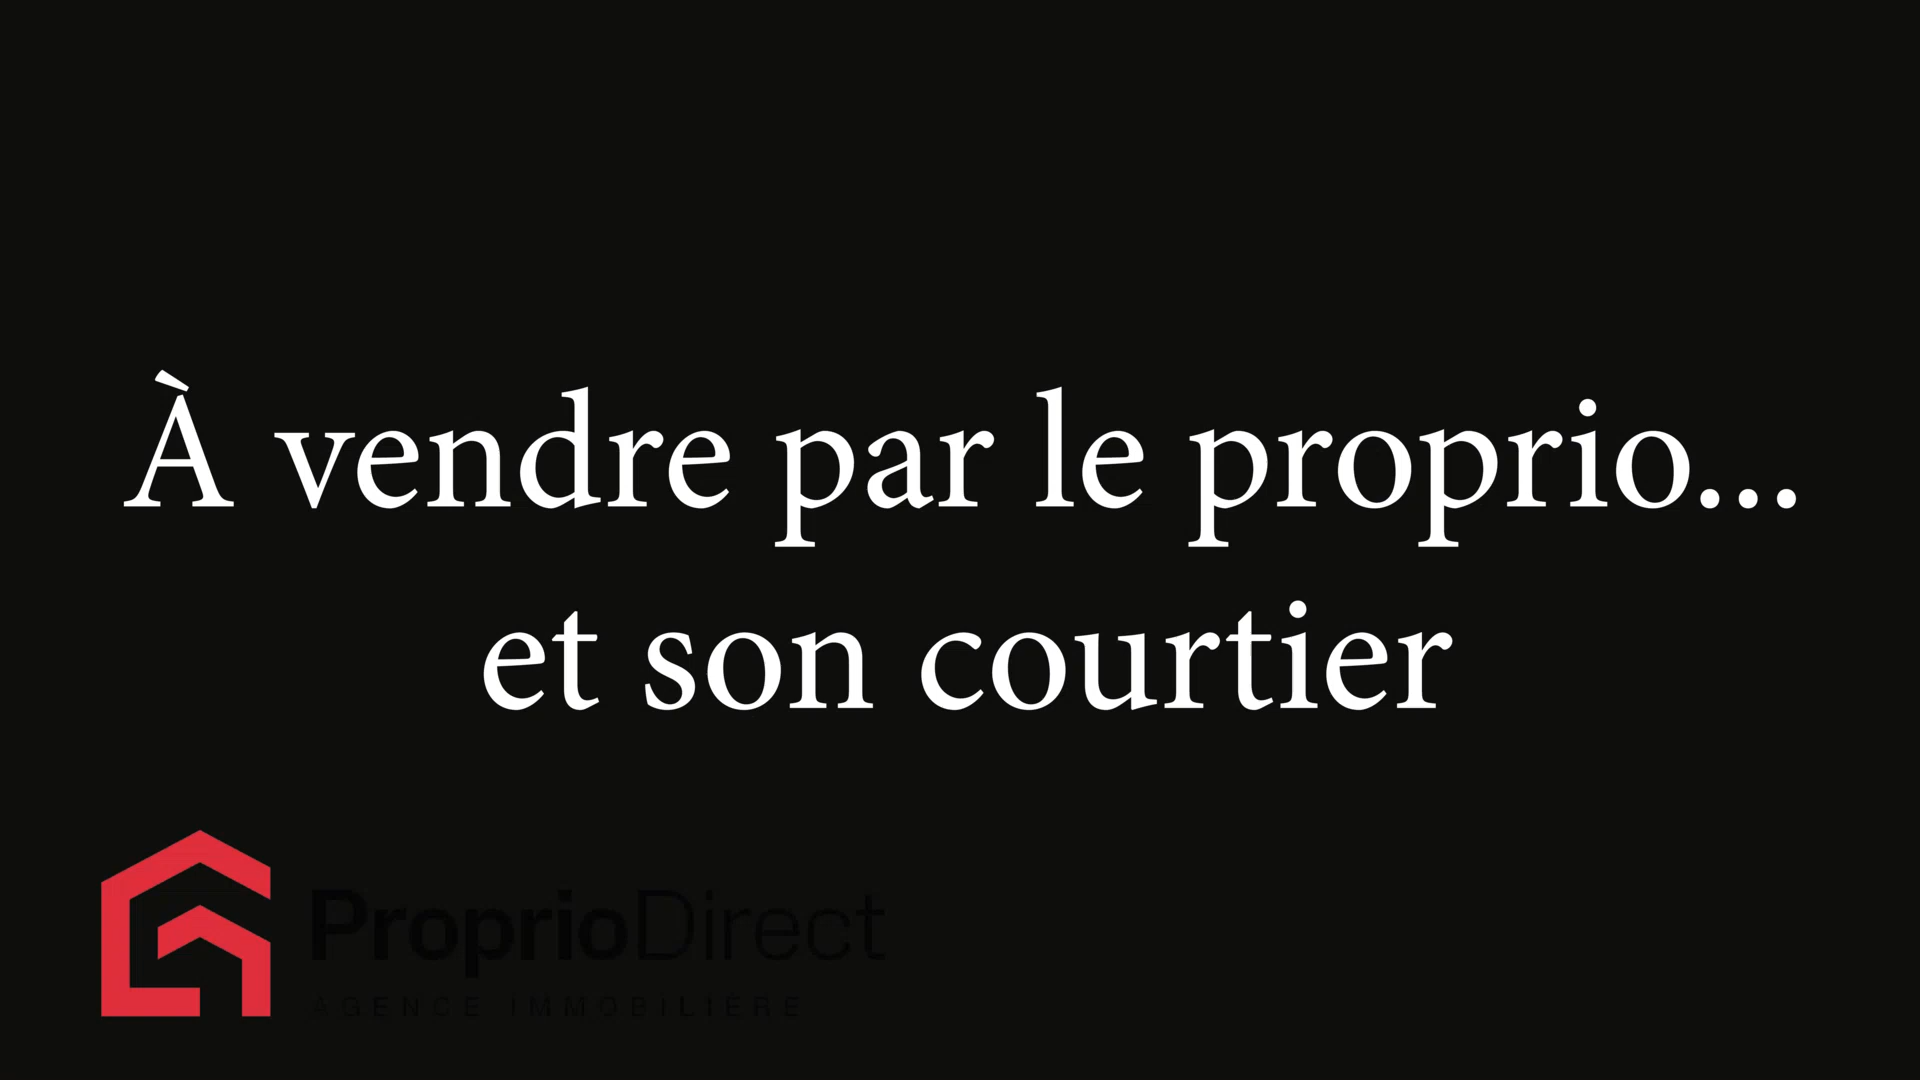 À vendre par le proprio...
et son courtier
ProprioDirect
AGENCE IMMOBILIÈRE